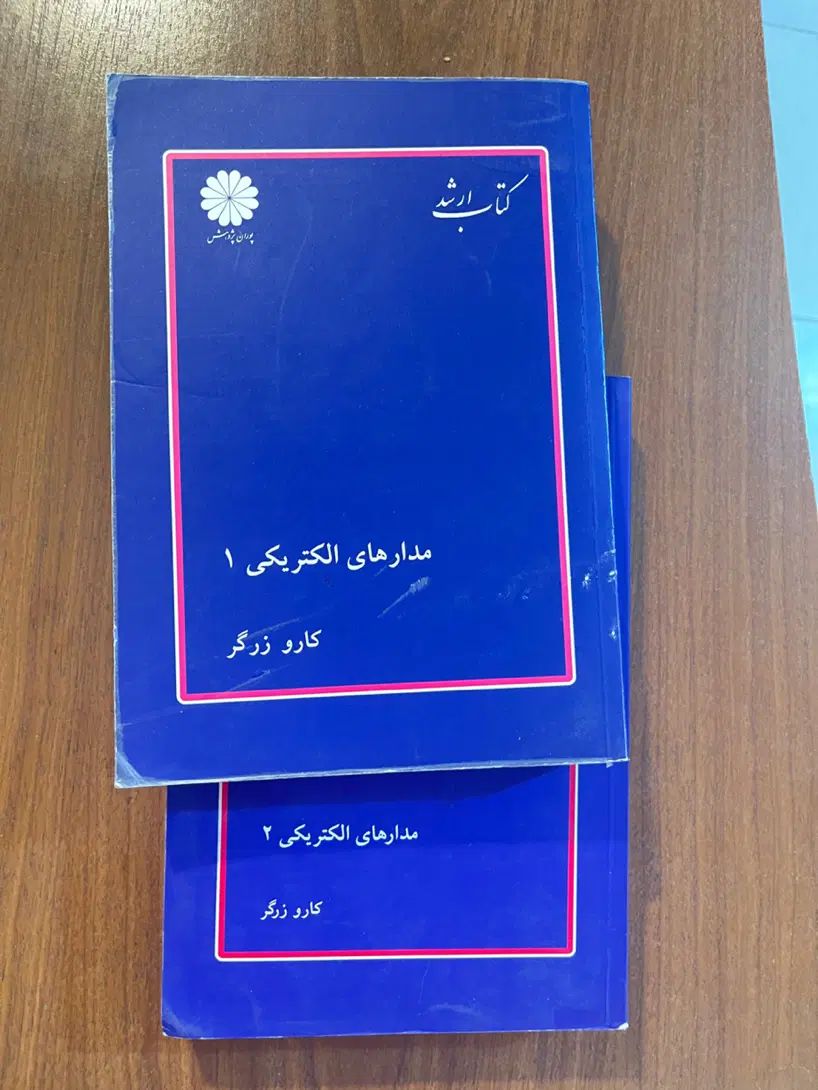 کتاب ارشد
پوران پژوهش
مدارهای الکتریکی ۱
کارو زرگر
مدارهای الکتریکی ۲
کارو زرگر